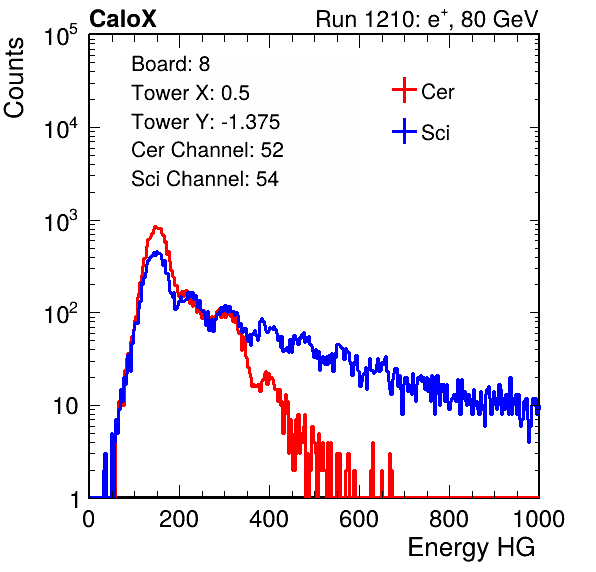 CaloX Run 1210: e⁺, 80 GeV
Counts
Board: 8
Tower X: 0.5
Tower Y: -1.375
Cer Channel: 52
Sci Channel: 54
Cer
Sci
10⁵
10⁴
10³
10²
10
1
0 200 400 600 800 1000
Energy HG